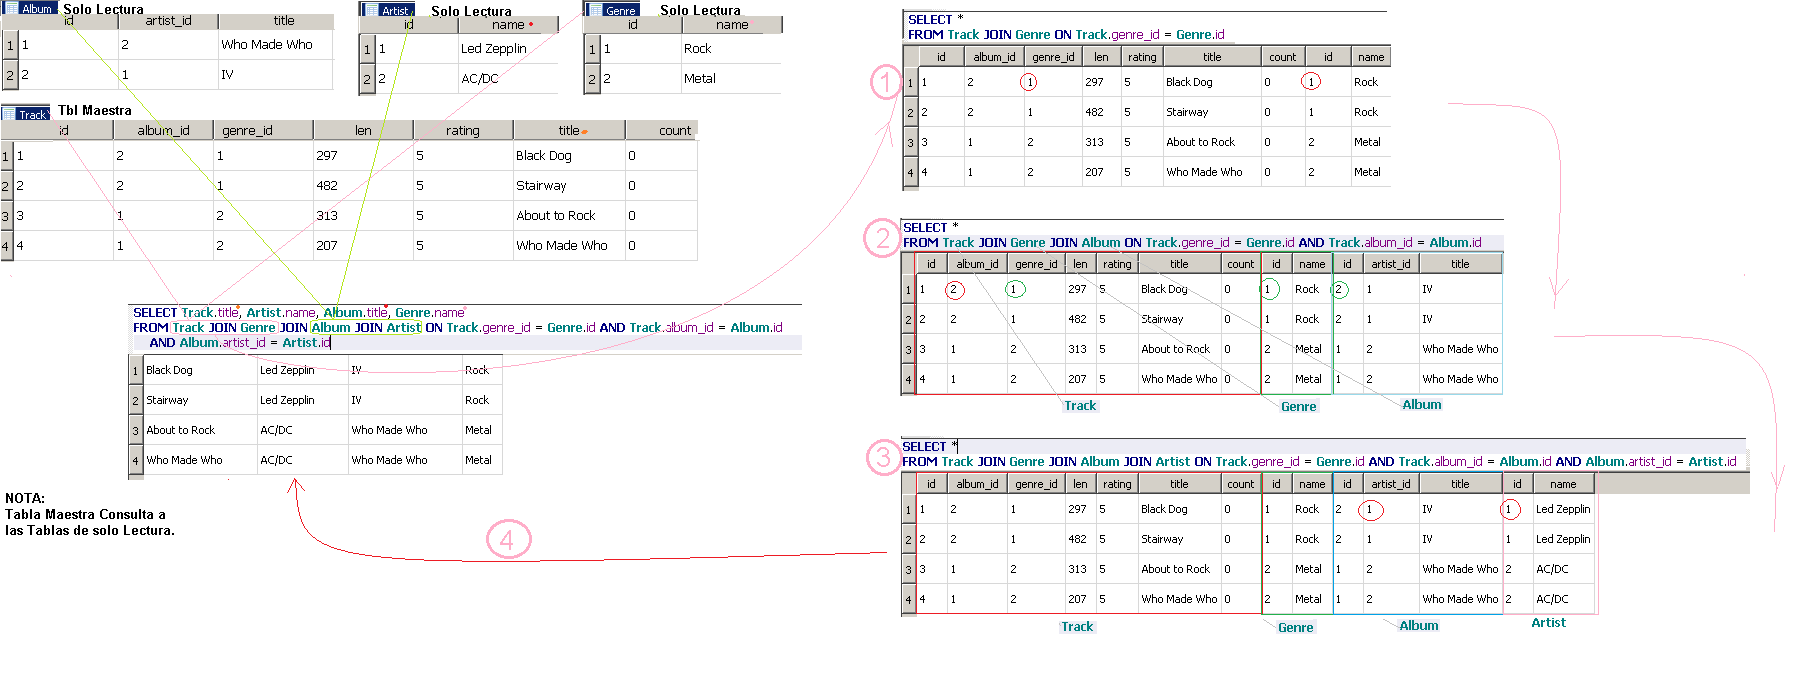 Album Solo Lectura
id artist_id title
1 1 2 Who Made Who
2 2 1 IV
Artist Solo Lectura
id name
1 1 Led Zepplin
2 2 AC/DC
Genre Solo Lectura
id name
1 1 Rock
2 2 Metal
Track Tbl Maestra
id album_id genre_id len rating title count
1 1 2 1 297 5 Black Dog 0
2 2 2 1 482 5 Stairway 0
3 3 1 2 313 5 About to Rock 0
4 4 1 2 207 5 Who Made Who 0
SELECT Track.title, Artist.name, Album.title, Genre.name
FROM Track JOIN Genre JOIN Album JOIN Artist ON Track.genre_id = Genre.id AND Track.album_id = Album.id
AND Album.artist_id = Artist.id
1 Black Dog Led Zepplin IV Rock
2 Stairway Led Zepplin IV Rock
3 About to Rock AC/DC Who Made Who Metal
4 Who Made Who AC/DC Who Made Who Metal
NOTA:
Tabla Maestra Consulta a
las Tablas de solo Lectura.
4
1
SELECT *
FROM Track JOIN Genre ON Track.genre_id = Genre.id
id album_id genre_id len rating title count id name
1 1 2 1 297 5 Black Dog 0 1 Rock
2 2 2 1 482 5 Stairway 0 1 Rock
3 3 1 2 313 5 About to Rock 0 2 Metal
4 4 1 2 207 5 Who Made Who 0 2 Metal
2
SELECT *
FROM Track JOIN Genre JOIN Album ON Track.genre_id = Genre.id AND Track.album_id = Album.id
id album_id genre_id len rating title count id name id artist_id title
1 1 2 1 297 5 Black Dog 0 1 Rock 2 1 IV
2 2 2 1 482 5 Stairway 0 1 Rock 2 1 IV
3 3 1 2 313 5 About to Rock 0 2 Metal 1 2 Who Made Who
4 4 1 2 207 5 Who Made Who 0 2 Metal 1 2 Who Made Who
Track Genre Album
3
SELECT *
FROM Track JOIN Genre JOIN Album JOIN Artist ON Track.genre_id = Genre.id AND Track.album_id = Album.id AND Album.artist_id = Artist.id
id album_id genre_id len rating title count id name id artist_id title id name
1 1 2 1 297 5 Black Dog 0 1 Rock 2 1 IV 1 Led Zepplin
2 2 2 1 482 5 Stairway 0 1 Rock 2 1 IV 1 Led Zepplin
3 3 1 2 313 5 About to Rock 0 2 Metal 1 2 Who Made Who 2 AC/DC
4 4 1 2 207 5 Who Made Who 0 2 Metal 1 2 Who Made Who 2 AC/DC
Track Genre Album Artist